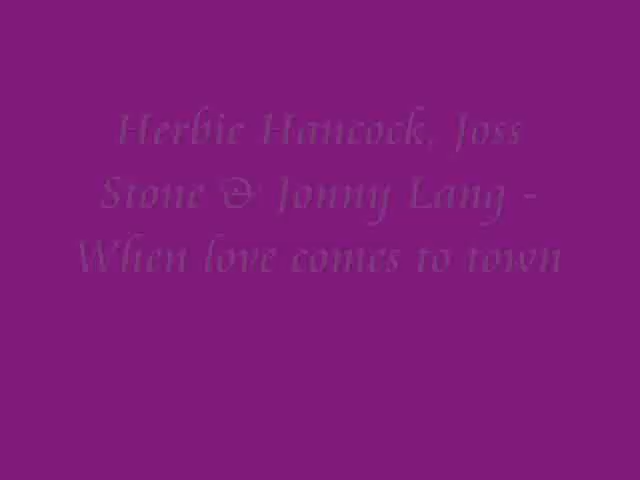 Herbie Hancock, Joss
Stone & Jonny Lang -
When love comes to town